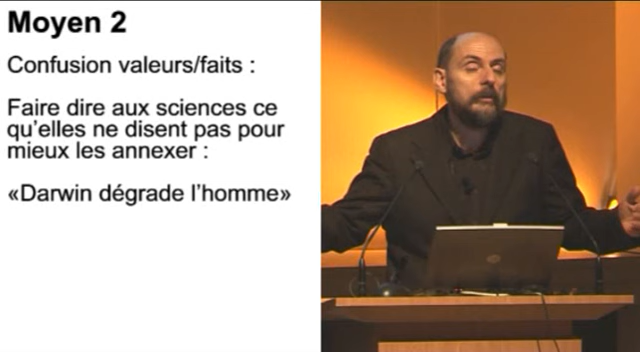 Moyen 2
Confusion valeurs/faits :
Faire dire aux sciences ce
qu'elles ne disent pas pour
mieux les annexer :
«Darwin dégrade l'homme»